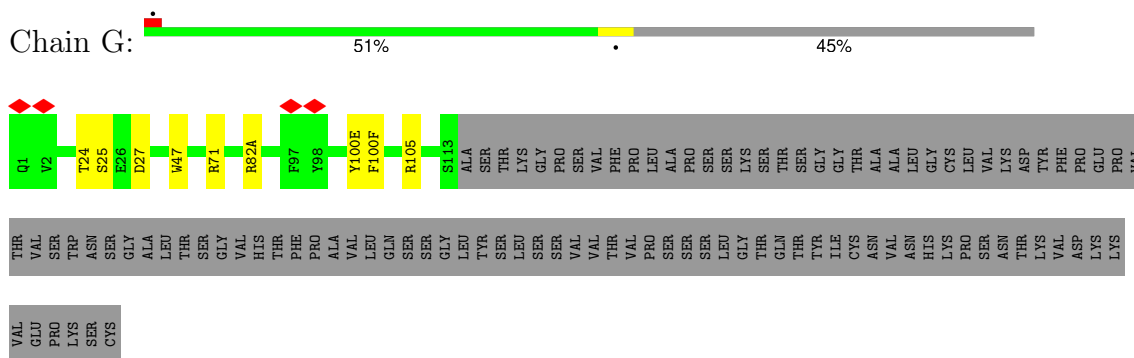 Chain G:
•
51%
•
45%
Q1 V2 T24 S25 E26 D27 W47 R71 R82A F97 Y98 Y100E F100F R105 S113 ALA SER THR LYS GLY PRO SER VAL PHE PRO LEU ALA PRO SER SER LYS SER THR SER GLY GLY THR ALA ALA LEU GLY CYS LEU VAL LYS ASP TYR PHE PRO GLU PRO VAL
THR VAL SER TRP ASN SER GLY ALA LEU THR SER GLY VAL HIS THR PHE PRO ALA VAL LEU GLN SER SER GLY LEU TYR SER LEU SER SER VAL VAL THR VAL PRO SER SER SER LEU GLY THR GLN THR TYR ILE CYS ASN VAL ASN HIS LYS PRO SER ASN THR LYS VAL ASP LYS LYS
VAL GLU PRO LYS SER CYS